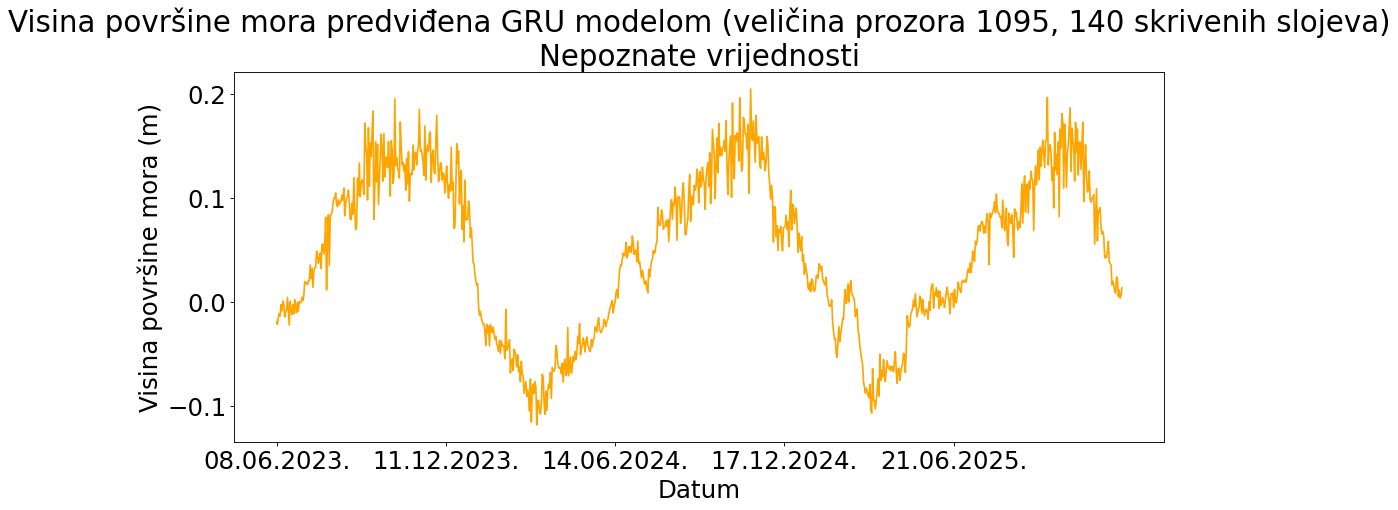 Visina površine mora predviđena GRU modelom (veličina prozora 1095, 140 skrivenih slojeva)
Nepoznate vrijednosti
Visina površine mora (m)
0.2
0.1
0.0
−0.1
08.06.2023. 11.12.2023. 14.06.2024. 17.12.2024. 21.06.2025.
Datum